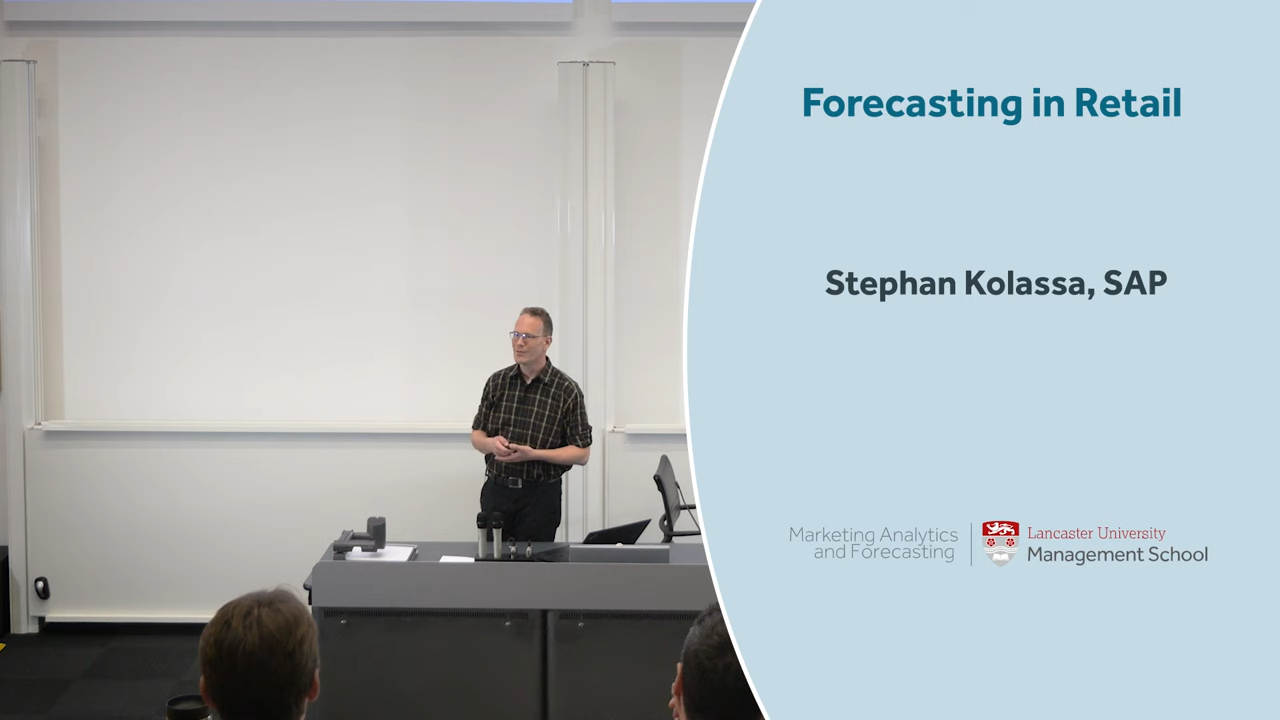 Forecasting in Retail
Stephan Kolassa, SAP
Marketing Analytics
and Forecasting
Lancaster University
Management School